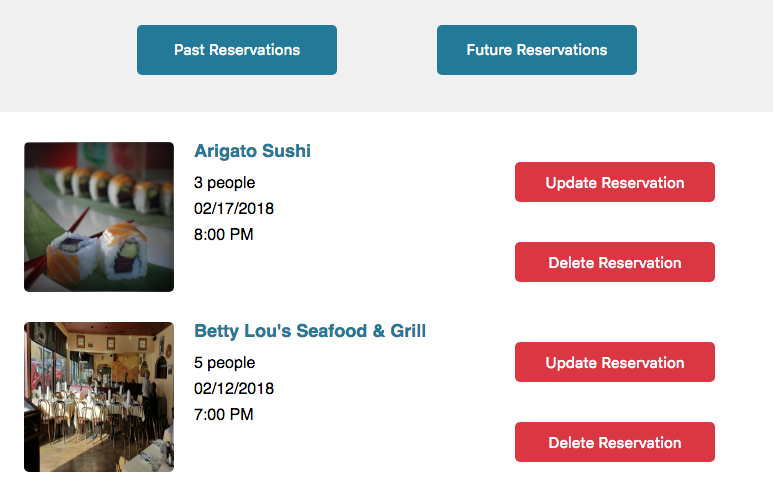 Past Reservations
Future Reservations
Arigato Sushi
3 people
02/17/2018
8:00 PM
Update Reservation
Delete Reservation
Betty Lou's Seafood & Grill
5 people
02/12/2018
7:00 PM
Update Reservation
Delete Reservation